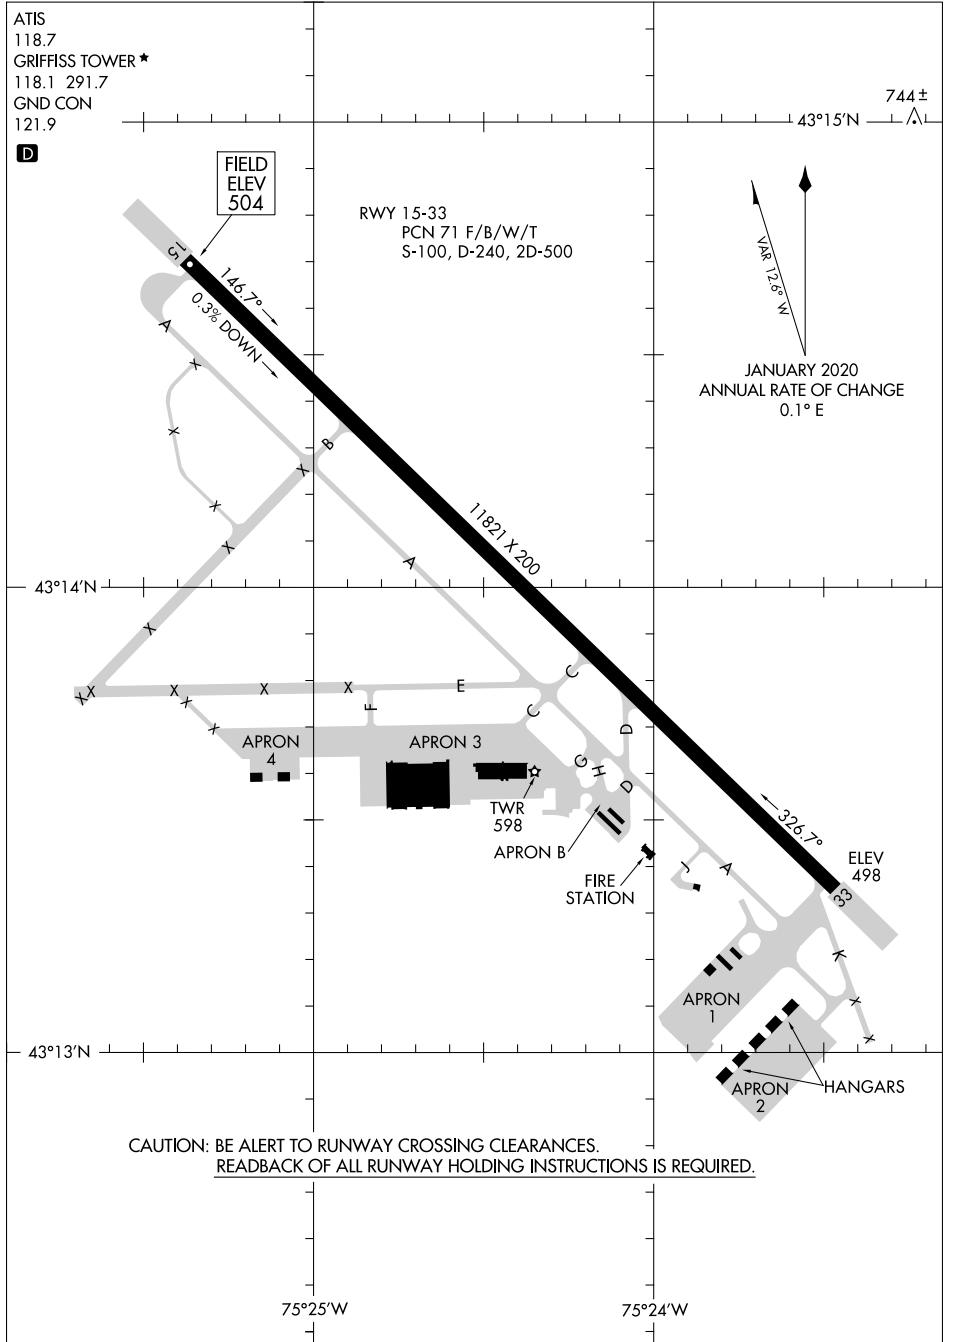 ATIS
118.7
GRIFFISS TOWER★
118.1 291.7
GND CON
121.9
D
744±
43°15'N
FIELD
ELEV
504
RWY 15-33
PCN 71 F/B/W/T
S-100, D-240, 2D-500
VAR 12.6° W
JANUARY 2020
ANNUAL RATE OF CHANGE
0.1° E
15
146.7°
0.3% DOWN
A
X
X
B
X
X
X
11821 X 200
A
43°14'N
X
C
X X
X
X
X
E
X
F
C
D
X
APRON
4
APRON 3
G
H
D
TWR
598
APRON B
326.7°
ELEV
498
FIRE
STATION
J
A
33
K
APRON
1
X
X
43°13'N
APRON
2
HANGARS
CAUTION: BE ALERT TO RUNWAY CROSSING CLEARANCES.
READBACK OF ALL RUNWAY HOLDING INSTRUCTIONS IS REQUIRED.
75°25'W
75°24'W